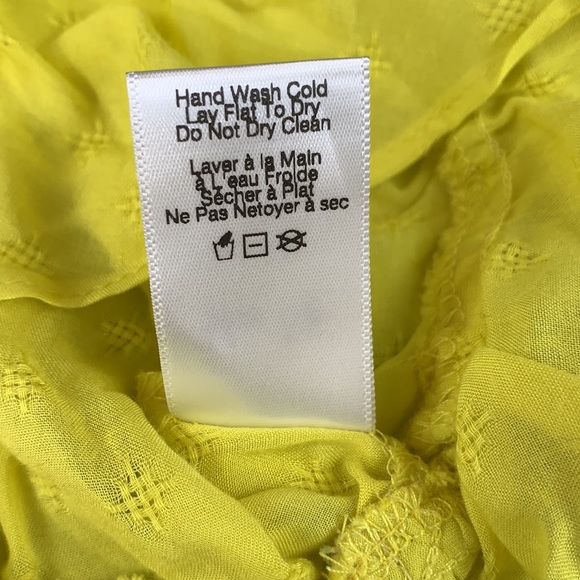 Hand Wash Cold
Lay Flat To Dry
Do Not Dry Clean
Laver à la Main
à L'eau Froide
Sécher à Plat
Ne Pas Netoyer à sec